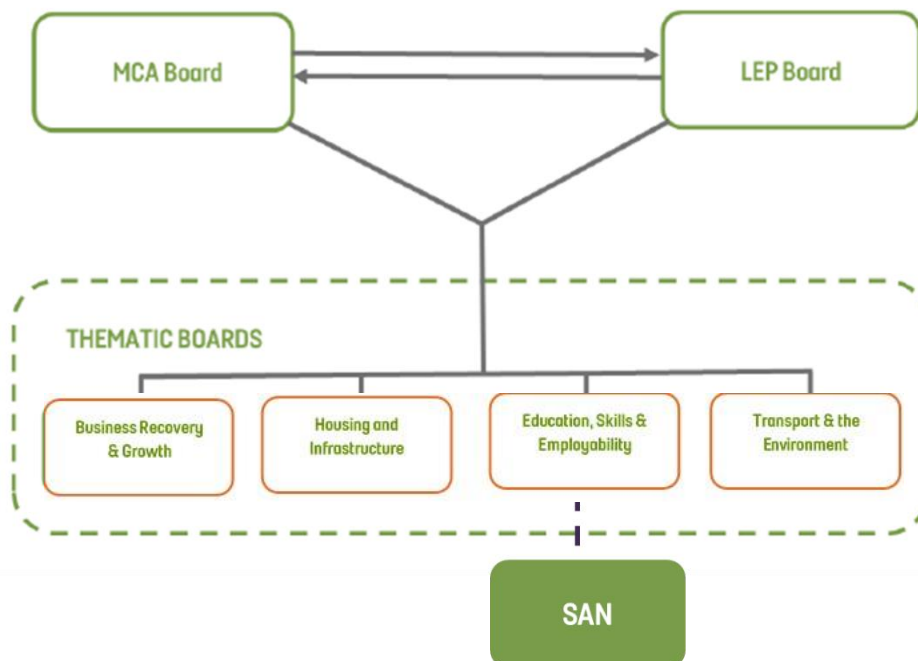 MCA Board
LEP Board
THEMATIC BOARDS
Business Recovery
& Growth
Housing and
Infrastructure
Education, Skills &
Employability
Transport & the
Environment
SAN